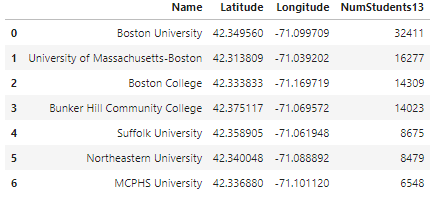 Name Latitude Longitude NumStudents13
0 Boston University 42.349560 -71.099709 32411
1 University of Massachusetts-Boston 42.313809 -71.039202 16277
2 Boston College 42.333833 -71.169719 14309
3 Bunker Hill Community College 42.375117 -71.069572 14023
4 Suffolk University 42.358905 -71.061948 8675
5 Northeastern University 42.340048 -71.088892 8479
6 MCPHS University 42.336880 -71.101120 6548